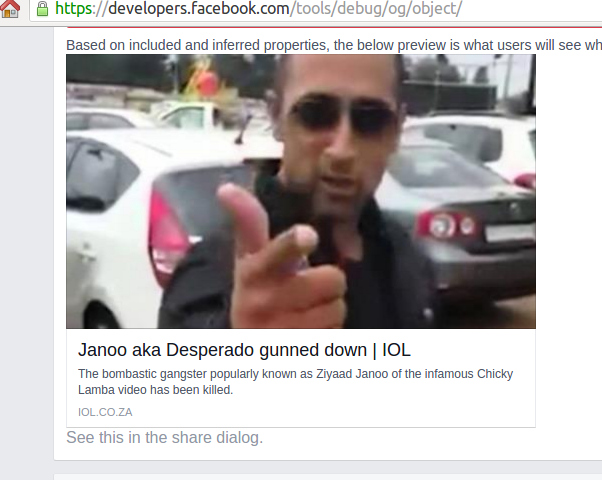 https://developers.facebook.com/tools/debug/og/object/
Based on included and inferred properties, the below preview is what users will see wh
Janoo aka Desperado gunned down | IOL
The bombastic gangster popularly known as Ziyaad Janoo of the infamous Chicky
Lamba video has been killed.
IOL.CO.ZA
See this in the share dialog.